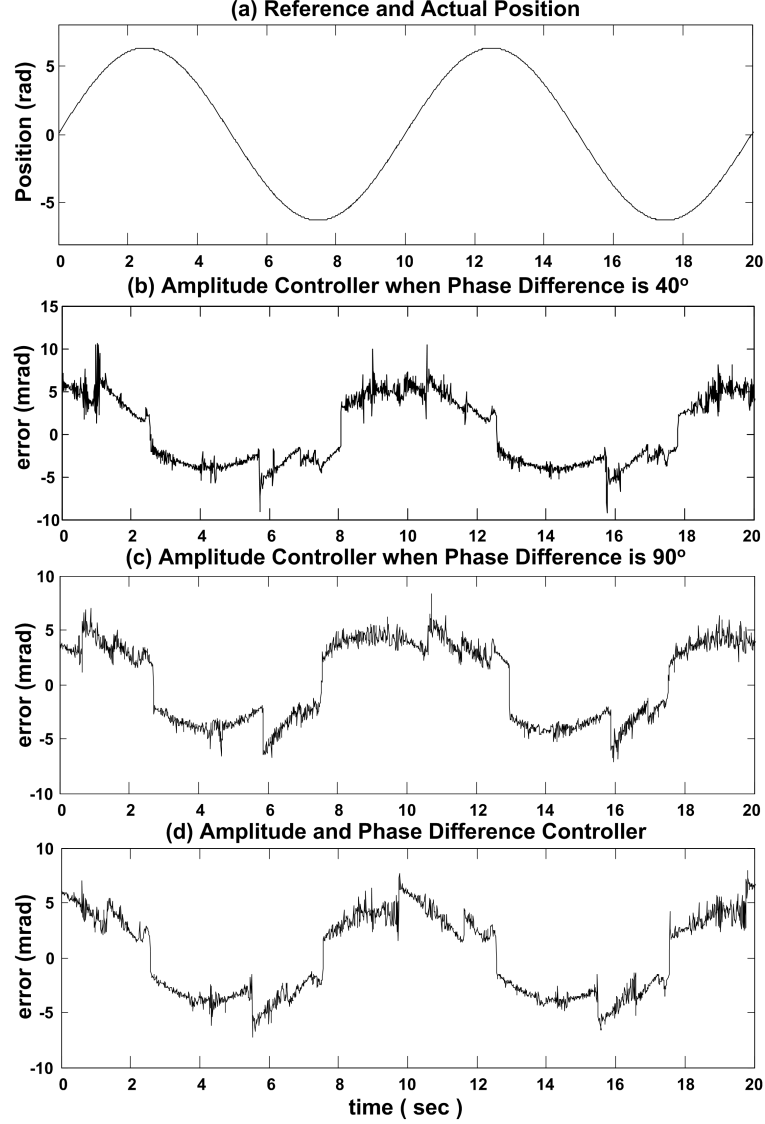 (a) Reference and Actual Position
Position (rad)
5
0
-5
0 2 4 6 8 10 12 14 16 18 20
(b) Amplitude Controller when Phase Difference is 40o
error (mrad)
15
10
5
0
-5
-10
0 2 4 6 8 10 12 14 16 18 20
(c) Amplitude Controller when Phase Difference is 90o
error (mrad)
10
5
0
-5
-10
0 2 4 6 8 10 12 14 16 18 20
(d) Amplitude and Phase Difference Controller
error (mrad)
10
5
0
-5
-10
0 2 4 6 8 10 12 14 16 18 20
time ( sec )